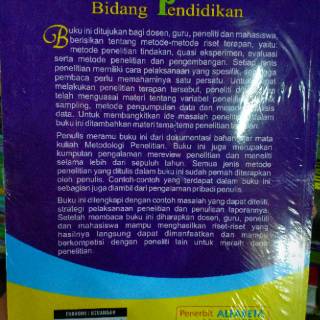 Bidang Pendidikan
Buku ini ditujukan bagi dosen, guru, peneliti dan mahasiswa,
berisikan tentang metode-metode riset terapan, yaitu:
metode penelitian tindakan, quasi eksperimen, evaluasi
serta metode penelitian dan pengembangan. Setiap jenis
penelitian memiliki cara pelaksanaan yang spesifik,
pembaca perlu memahaminya satu persatu. Untuk dapat
melakukan penelitian terapan tersebut, peneliti
telah menguasai materi tentang variabel penelitian
sampling, metode pengumpulan data dan
data. Untuk membangkitkan ide masalah penelitian
buku ini ditambahkan materi tema-tema penelitian
Penulis meramu buku ini dari dokumentasi bahan ajar mata
kuliah Metodologi Penelitian. Buku ini juga merupakan
kumpulan pengalaman mereview penelitian dan meneliti
selama lebih dari sepuluh tahun. Semua jenis metode
penelitian yang ditulis dalam buku ini sudah pernah diterapkan
oleh penulis. Contoh-contoh yang terdapat dalam buku ini
sebagian juga diambil dari pengalaman pribadi penulis.
Buku ini dilengkapi dengan contoh masalah yang dapat diteliti,
strategi pelaksanaan penelitian dan penulisan laporannya.
Setelah membaca buku ini diharapkan dosen, guru, peneliti
dan mahasiswa mampu menghasilkan riset-riset yang
hasilnya langsung dapat dimanfaatkan dan mampu
berkompetisi dengan peneliti lain untuk meraih dana
penelitian.
Penerbit ALFABETA